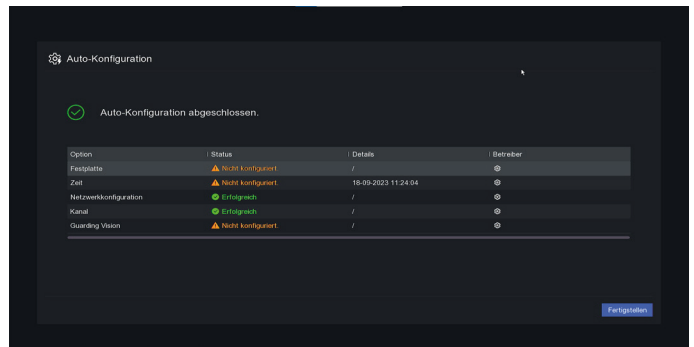 Auto-Konfiguration
Auto-Konfiguration abgeschlossen.
Option Status Details Betreiber
Festplatte Nicht konfiguriert. /
Zeit Nicht konfiguriert. 18-09-2023 11:24:04
Netzwerkkonfiguration Erfolgreich /
Kanal Erfolgreich /
Guarding Vision Nicht konfiguriert. /
Fertigstellen